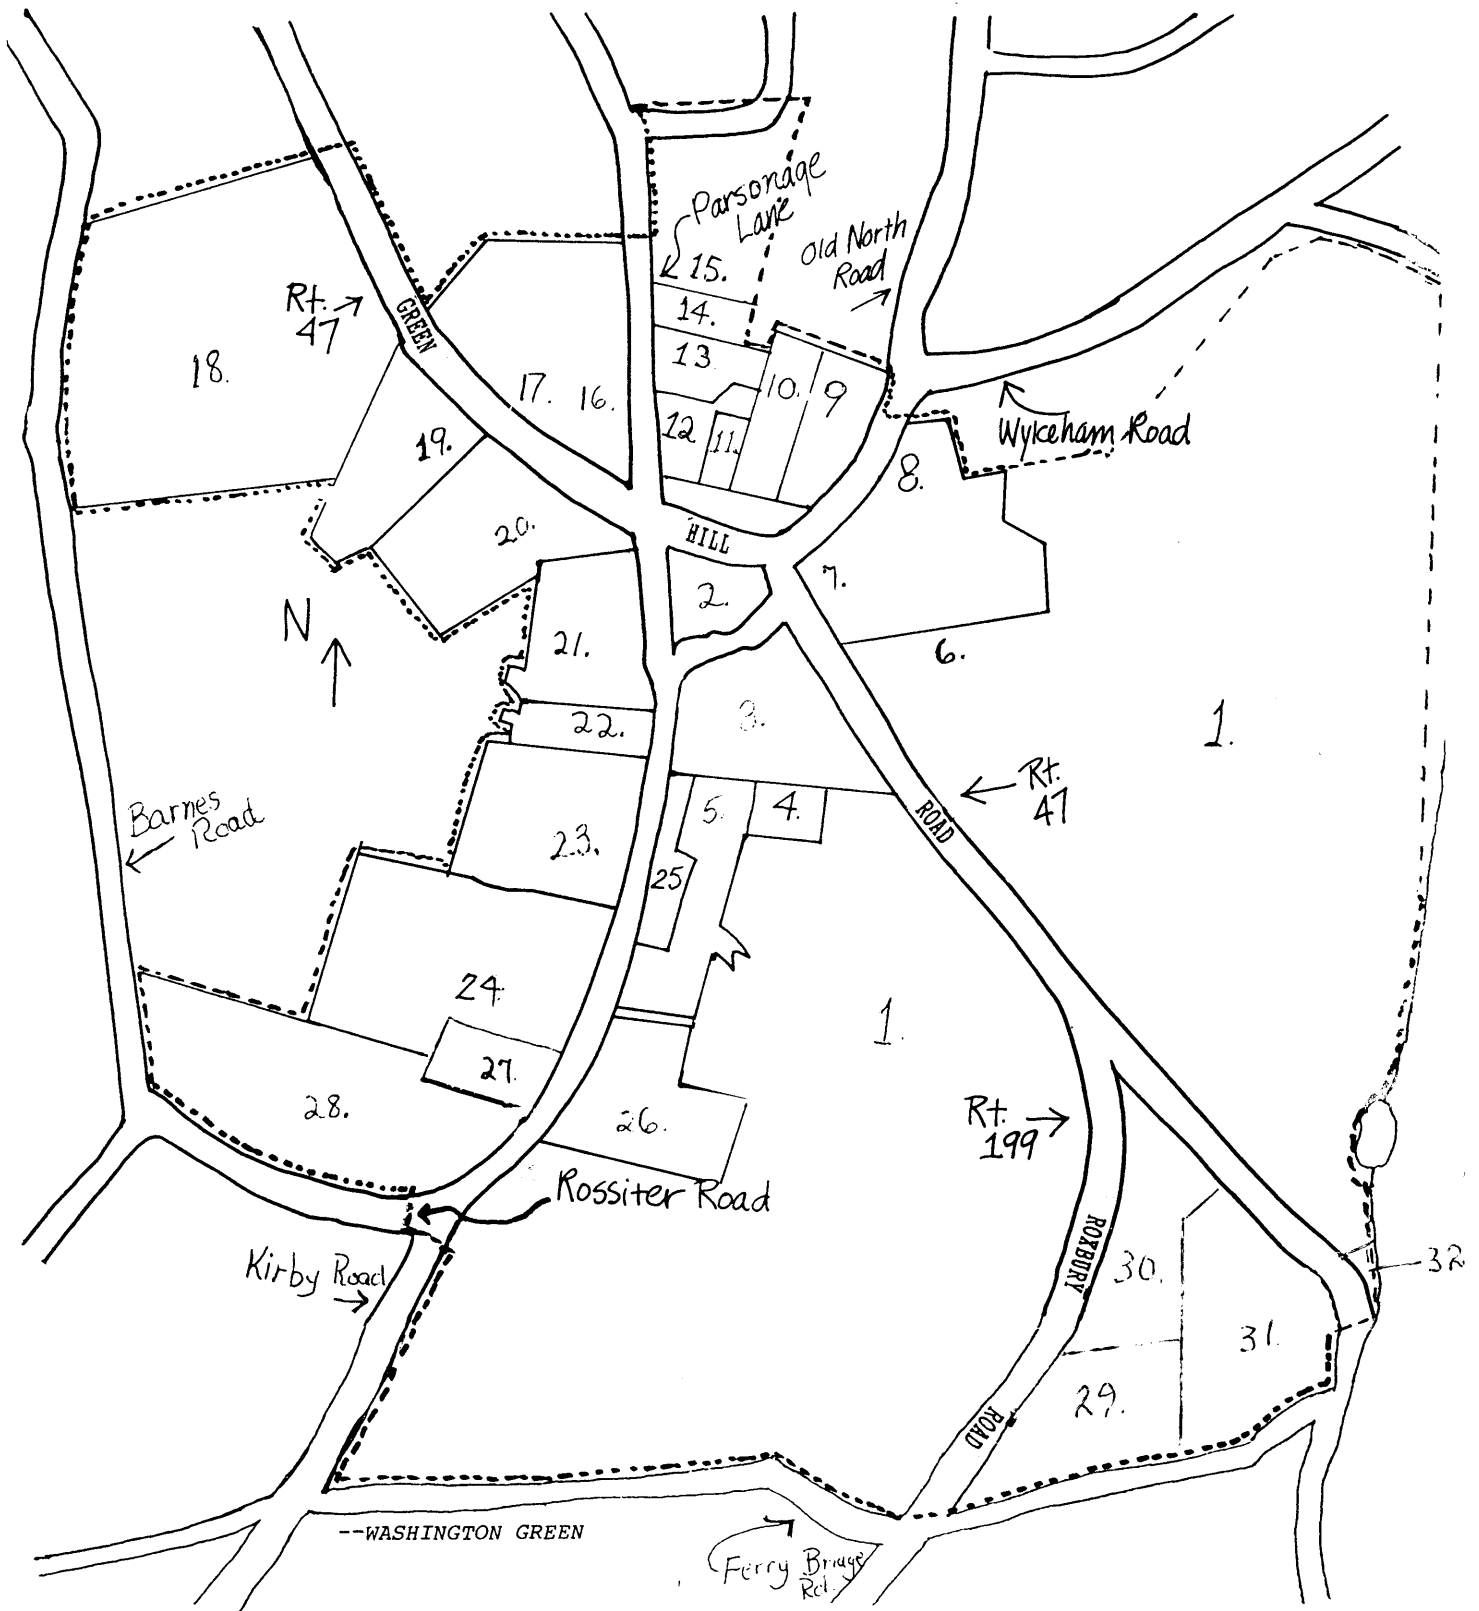 Parsonage
Lane
Old North
Road
15.
14.
Rt.
47
GREEN
13
18.
17.
16.
10.
9
12
11.
Wykeham Road
19.
8.
20.
HILL
7.
2.
N
21.
6.
22.
3.
1.
Rt.
47
Barnes
Road
5.
4.
ROAD
23.
25
24.
1.
27.
28.
26.
Rt.
199
Rossiter Road
ROXBURY
30.
32
Kirby Road
31.
29.
ROAD
--WASHINGTON GREEN
Ferry Bridge
Rd.